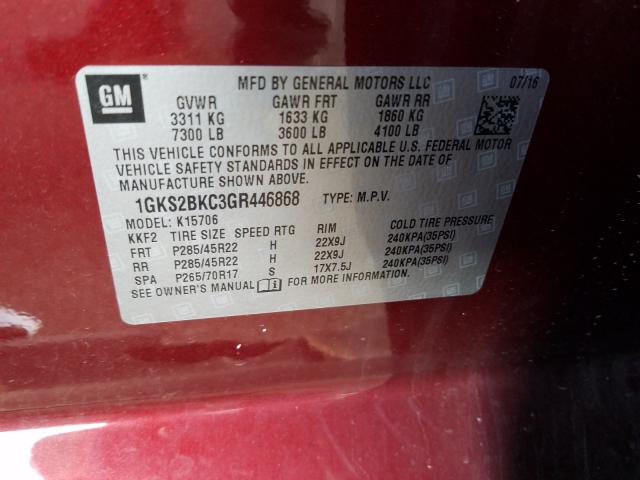 GM
MFD BY GENERAL MOTORS LLC 07/16
GVWR GAWR FRT GAWR RR
3311 KG 1633 KG 1860 KG
7300 LB 3600 LB 4100 LB
THIS VEHICLE CONFORMS TO ALL APPLICABLE U.S. FEDERAL MOTOR
VEHICLE SAFETY STANDARDS IN EFFECT ON THE DATE OF
MANUFACTURE SHOWN ABOVE.
1GKS2BKC3GR446868 TYPE: M.P.V.
MODEL: K15706
KKF2 TIRE SIZE SPEED RTG RIM COLD TIRE PRESSURE
FRT P285/45R22 H 22X9J 240KPA(35PSI)
RR P285/45R22 H 22X9J 240KPA(35PSI)
SPA P265/70R17 S 17X7.5J 240KPA(35PSI)
SEE OWNER'S MANUAL FOR MORE INFORMATION.